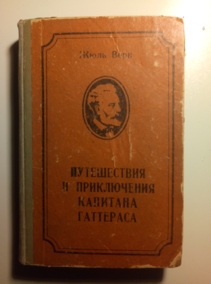 Жюль Верн
ПУТЕШЕСТВИЯ
И ПРИКЛЮЧЕНИЯ
КАПИТАНА
ГАТТЕРАСА